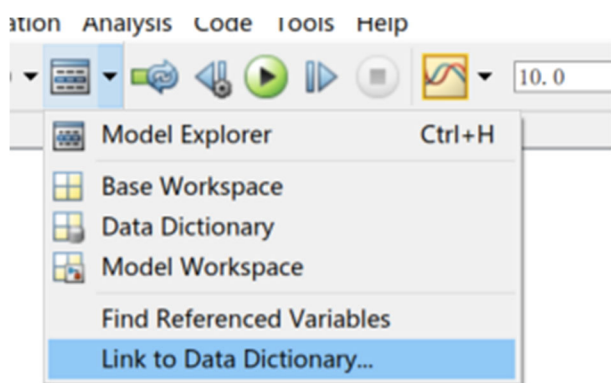 Analysis Code Tools Help
10.0
Model Explorer Ctrl+H
Base Workspace
Data Dictionary
Model Workspace
Find Referenced Variables
Link to Data Dictionary...